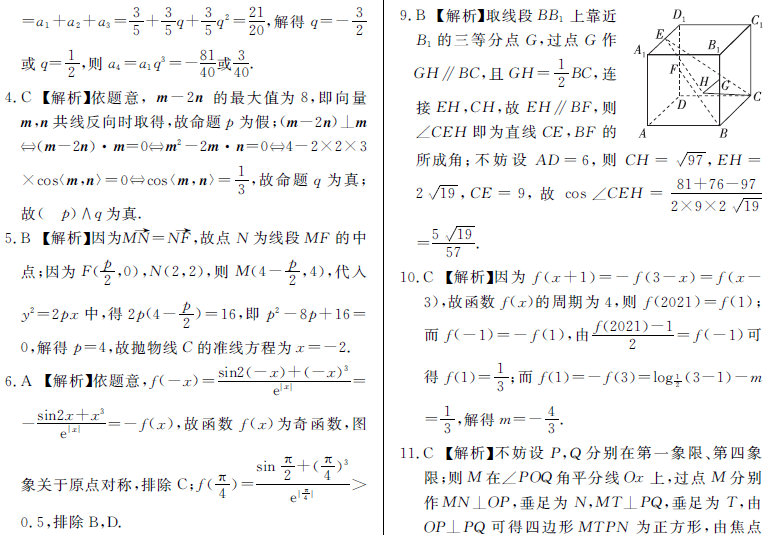 =a₁+a₂+a₃=3/5+3/5q+3/5q²=21/20,解得 q=-3/2
或 q=1/2,则 a₄=a₁q³=-81/40或3/40.
4. C 【解析】依题意, m-2n 的最大值为 8,即向量
m,n 共线反向时取得,故命题 p 为假;(m-2n)⊥m
⇔(m-2n)·m=0⇔m²-2m·n=0⇔4-2×2×3
×cos⟨m,n⟩=0⇔cos⟨m,n⟩=1/3,故命题 q 为真;
故( p)∧q 为真.
5. B 【解析】因为MN=NF,故点 N 为线段 MF 的中
点;因为 F(p/2,0),N(2,2),则 M(4-p/2,4),代入
y²=2px 中,得 2p(4-p/2)=16,即 p²-8p+16=
0,解得 p=4,故抛物线 C 的准线方程为 x=-2.
6. A 【解析】依题意,f(-x)=sin2(-x)+(-x)³/e^|x|=
-sin2x+x³/e^|x|=-f(x),故函数 f(x)为奇函数,图
象关于原点对称,排除 C;f(π/4)=sin π/2+(π/4)³/e^|π/4|>
0.5,排除 B,D.
9. B 【解析】取线段 BB₁ 上靠近
B₁ 的三等分点 G,过点 G 作
GH∥BC,且 GH=1/2BC,连
接 EH,CH,故 EH∥BF,则
∠CEH 即为直线 CE,BF 的
D₁
C₁
E
A₁
B₁
F
H
G
D
C
A
B
所成角;不妨设 AD=6,则 CH=√97,EH=
2√19,CE=9,故 cos∠CEH=81+76-97/2×9×2√19
=5√19/57.
10. C 【解析】因为 f(x+1)=-f(3-x)=f(x-
3),故函数 f(x)的周期为 4,则 f(2021)=f(1);
而 f(-1)=-f(1),由f(2021)-1/2=f(-1)可
得 f(1)=1/3;而 f(1)=-f(3)=log½(3-1)-m
=1/3,解得 m=-4/3.
11. C 【解析】不妨设 P,Q 分别在第一象限、第四象
限;则 M 在∠POQ 角平分线 Ox 上,过点 M 分别
作 MN⊥OP,垂足为 N,MT⊥PQ,垂足为 T,由
OP⊥PQ 可得四边形 MTPN 为正方形,由焦点